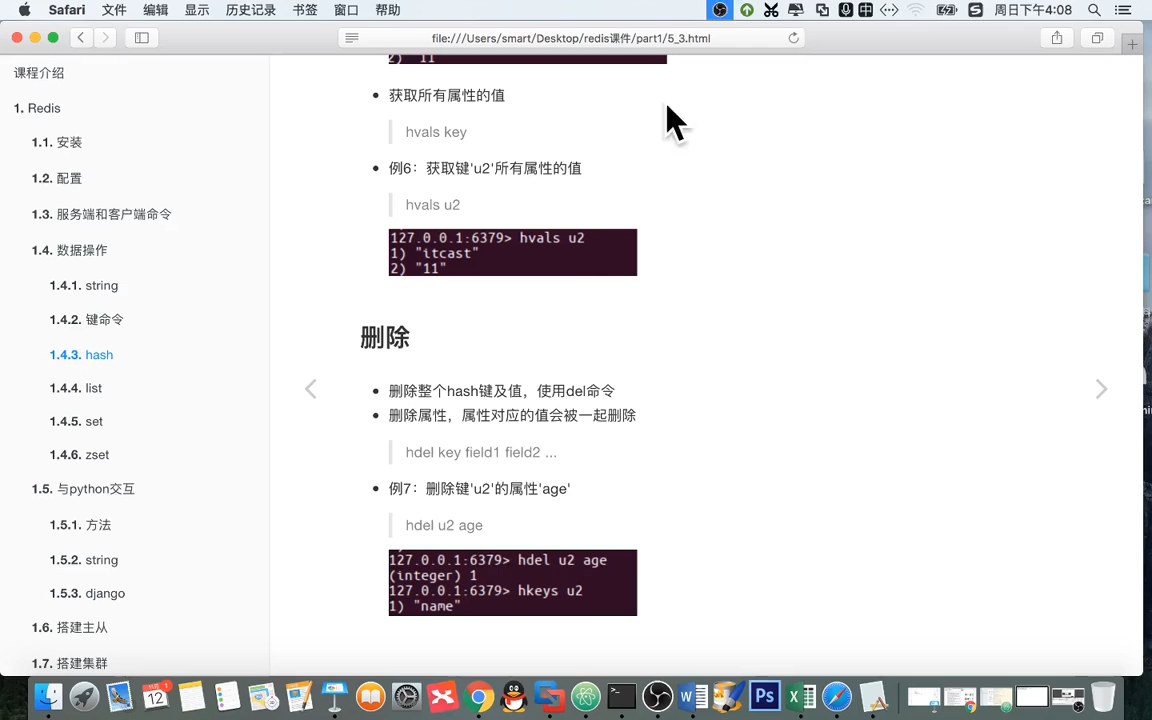 Safari 文件 编辑 显示 历史记录 书签 窗口 帮助 周日下午4:08
file:///Users/smart/Desktop/redis课件/part1/5_3.html
课程介绍
1. Redis
1.1. 安装
1.2. 配置
1.3. 服务端和客户端命令
1.4. 数据操作
1.4.1. string
1.4.2. 键命令
1.4.3. hash
1.4.4. list
1.4.5. set
1.4.6. zset
1.5. 与python交互
1.5.1. 方法
1.5.2. string
1.5.3. django
1.6. 搭建主从
1.7. 搭建集群
2) "11"
获取所有属性的值
hvals key
例6：获取键'u2'所有属性的值
hvals u2
127.0.0.1:6379> hvals u2
1) "itcast"
2) "11"
删除
删除整个hash键及值，使用del命令
删除属性，属性对应的值会被一起删除
hdel key field1 field2 ...
例7：删除键'u2'的属性'age'
hdel u2 age
127.0.0.1:6379> hdel u2 age
(integer) 1
127.0.0.1:6379> hkeys u2
1) "name"
12
Ps